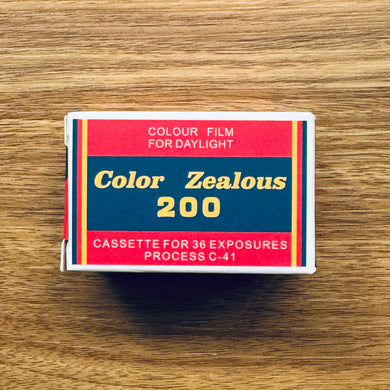 COLOUR FILM
FOR DAYLIGHT
Color Zealous
200
CASSETTE FOR 36 EXPOSURES
PROCESS C-41